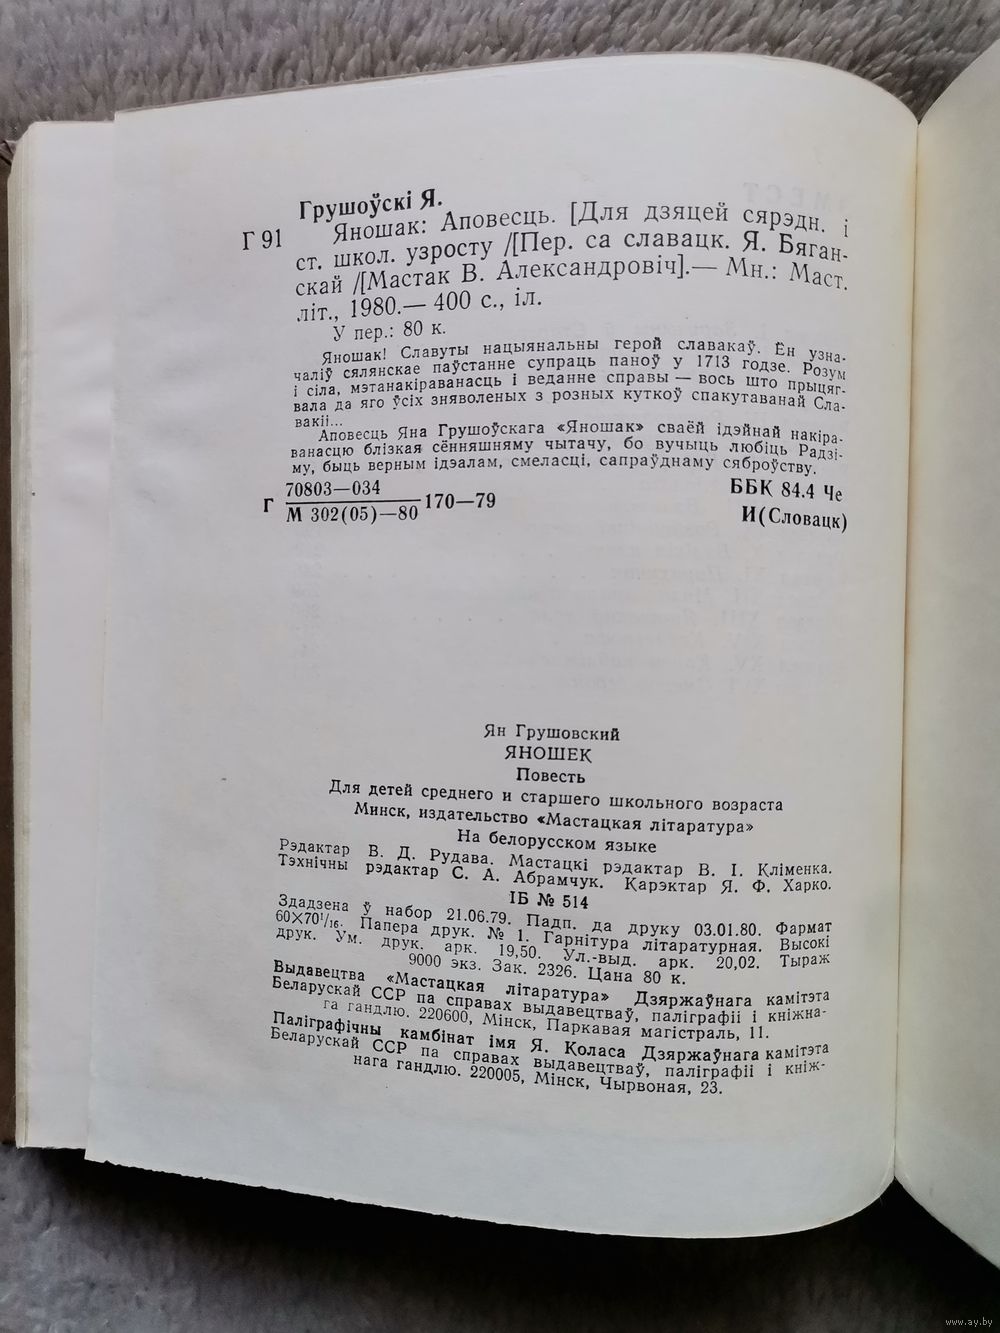 Грушоўскі Я.
Г 91
Яношак: Аповесць. [Для дзяцей сярэдн. і
ст. школ. узросту /[Пер. са славацк. Я. Бяган-
скай /[Мастак В. Александровіч].— Мн.: Маст.
літ., 1980.— 400 с., іл.
У пер.: 80 к.
Яношак! Славуты нацыянальны герой славакаў. Ён узна-
чаліў сялянскае паўстанне супраць паноў у 1713 годзе. Розум
і сіла, мэтанакіраванасць і веданне справы — вось што прыцяг-
вала да яго ўсіх зняволеных з розных куткоў спакутаванай Сла-
вакіі...
Аповесць Яна Грушоўскага «Яношак» сваёй ідэйнай накіра-
ванасцю блізкая сённяшняму чытачу, бо вучыць любіць Радзі-
му, быць верным ідэалам, смеласці, сапраўднаму сяброўству.
Г 70803—034
М 302(05)—80 170—79
ББК 84.4 Че
И(Словацк)
Ян Грушовский
ЯНОШЕК
Повесть
Для детей среднего и старшего школьного возраста
Минск, издательство «Мастацкая літаратура»
На белорусском языке
Рэдактар В. Д. Рудава. Мастацкі рэдактар В. І. Кліменка.
Тэхнічны рэдактар С. А. Абрамчук. Карэктар Я. Ф. Харко.
ІБ № 514
Здадзена ў набор 21.06.79. Падп. да друку 03.01.80. Фармат
60X70¹/₁₆. Папера друк. № 1. Гарнітура літаратурная. Высокі
друк. Ум. друк. арк. 19,50. Ул.-выд. арк. 20,02. Тыраж
9000 экз. Зак. 2326. Цана 80 к.
Выдавецтва «Мастацкая літаратура» Дзяржаўнага камітэта
Беларускай ССР па справах выдавецтваў, паліграфіі і кніжна-
га гандлю. 220600, Мінск, Паркавая магістраль, 11.
Паліграфічны камбінат імя Я. Коласа Дзяржаўнага камітэта
Беларускай ССР па справах выдавецтваў, паліграфіі і кніж-
нага гандлю. 220005, Мінск, Чырвоная, 23.
www.ay.by